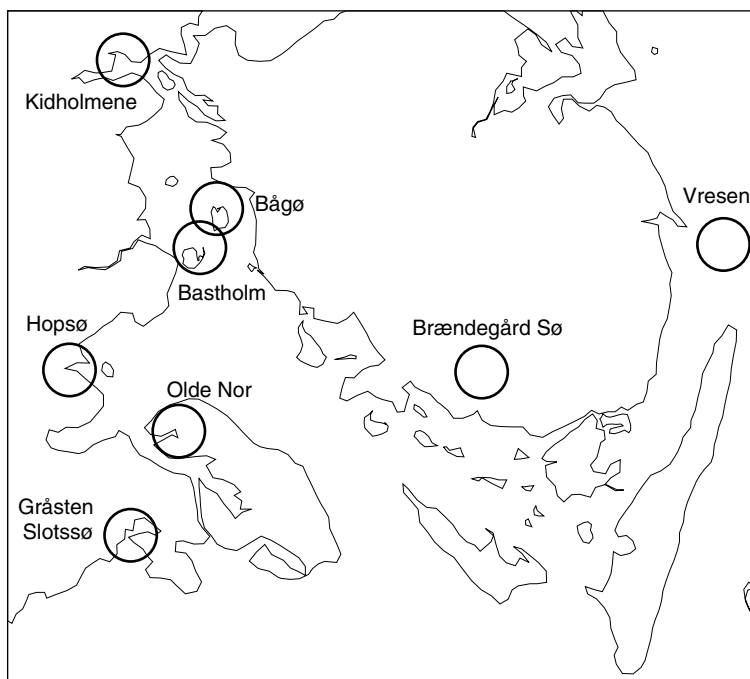 Kidholmene
Bågø
Vresen
Bastholm
Hopsø
Brændegård Sø
Olde Nor
Gråsten
Slotssø